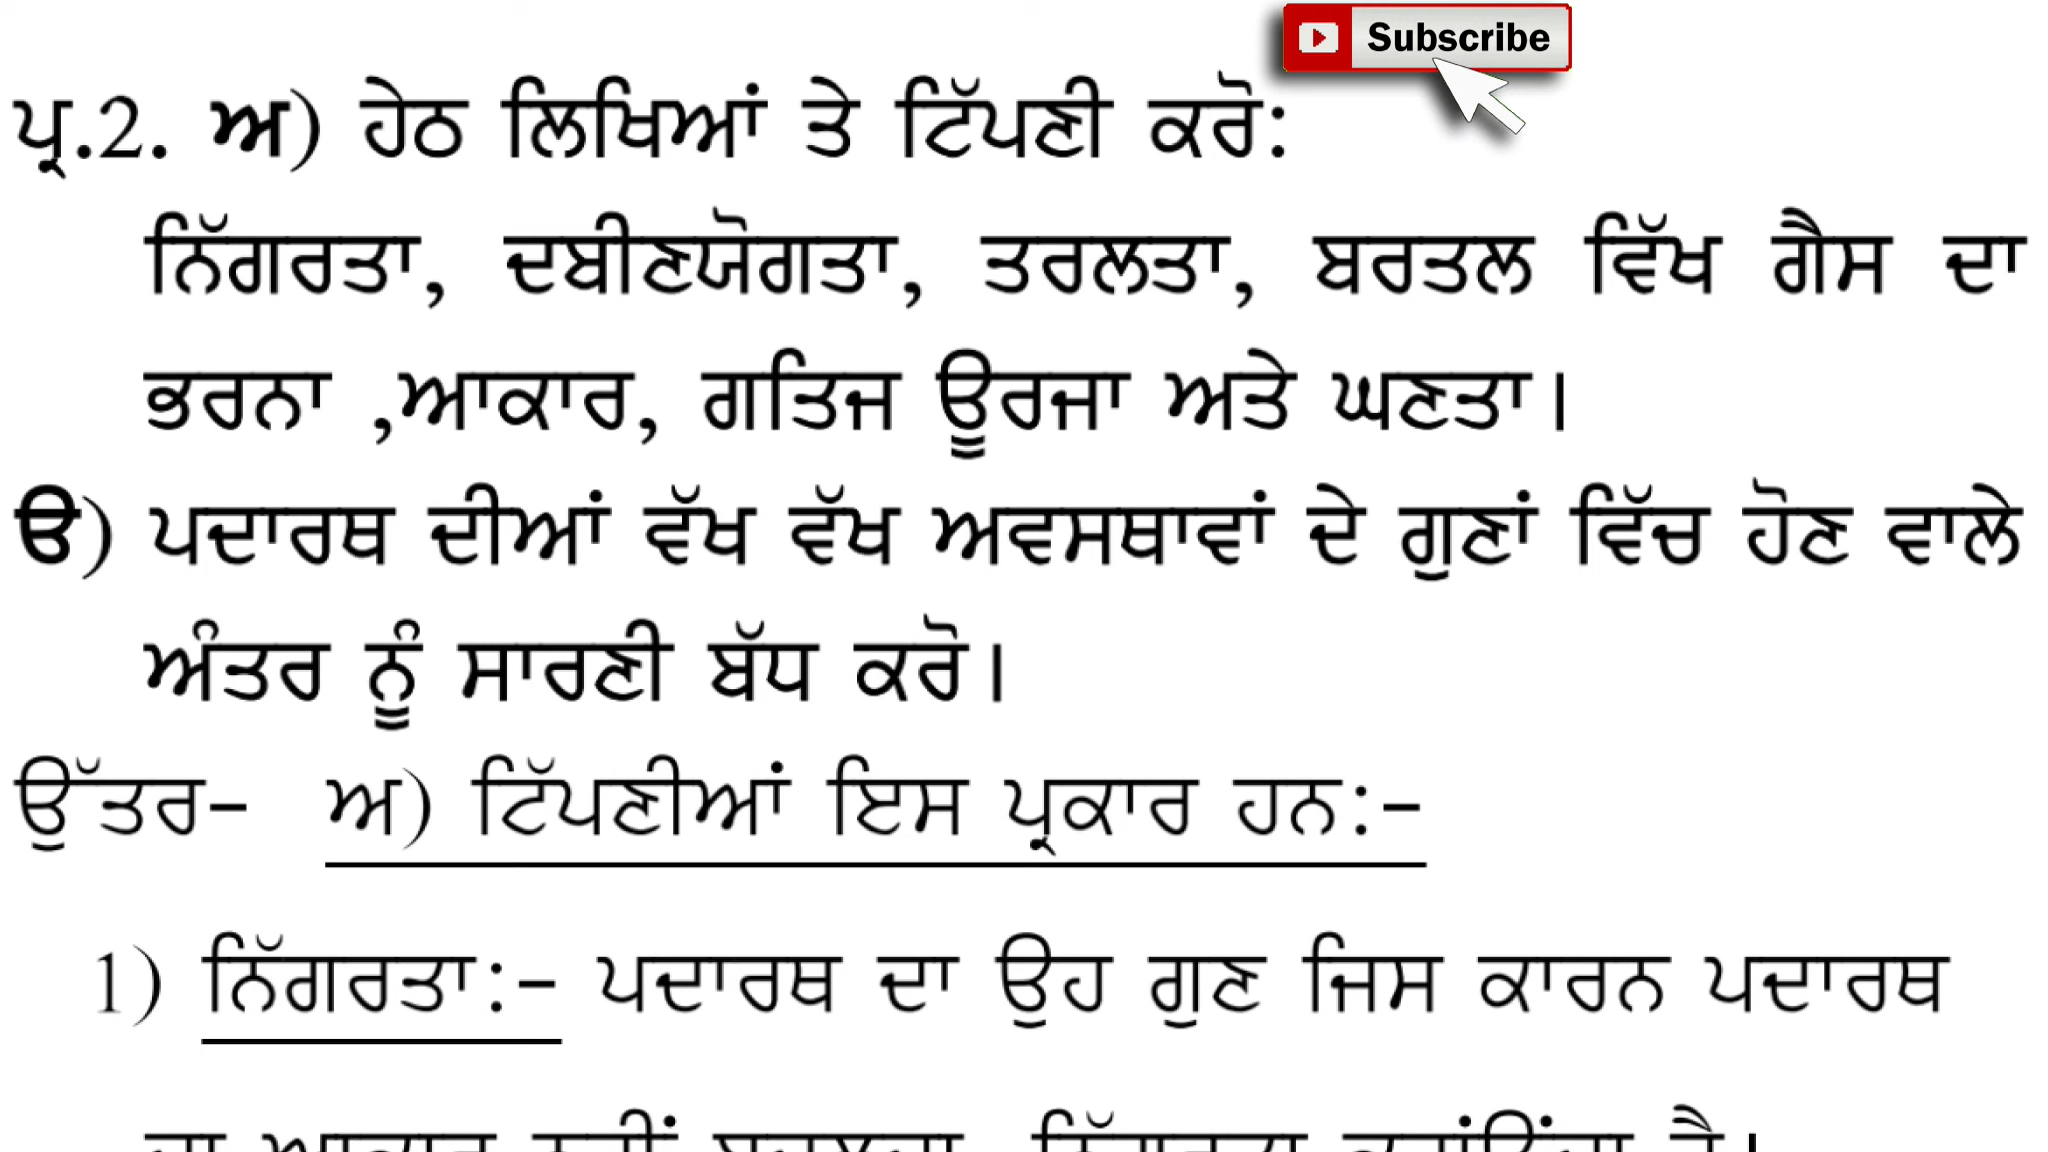 Subscribe
ਪ੍ਰ.2. ਅ) ਹੇਠ ਲਿਖਿਆਂ ਤੇ ਟਿੱਪਣੀ ਕਰੋ:
ਨਿੱਗਰਤਾ, ਦਬੀਣਯੋਗਤਾ, ਤਰਲਤਾ, ਬਰਤਲ ਵਿੱਖ ਗੈਸ ਦਾ
ਭਰਨਾ ,ਆਕਾਰ, ਗਤਿਜ ਊਰਜਾ ਅਤੇ ਘਣਤਾ।
ੳ) ਪਦਾਰਥ ਦੀਆਂ ਵੱਖ ਵੱਖ ਅਵਸਥਾਵਾਂ ਦੇ ਗੁਣਾਂ ਵਿੱਚ ਹੋਣ ਵਾਲੇ
ਅੰਤਰ ਨੂੰ ਸਾਰਣੀ ਬੱਧ ਕਰੋ।
ਉੱਤਰ- ਅ) ਟਿੱਪਣੀਆਂ ਇਸ ਪ੍ਰਕਾਰ ਹਨ:-
1) ਨਿੱਗਰਤਾ:- ਪਦਾਰਥ ਦਾ ਉਹ ਗੁਣ ਜਿਸ ਕਾਰਨ ਪਦਾਰਥ